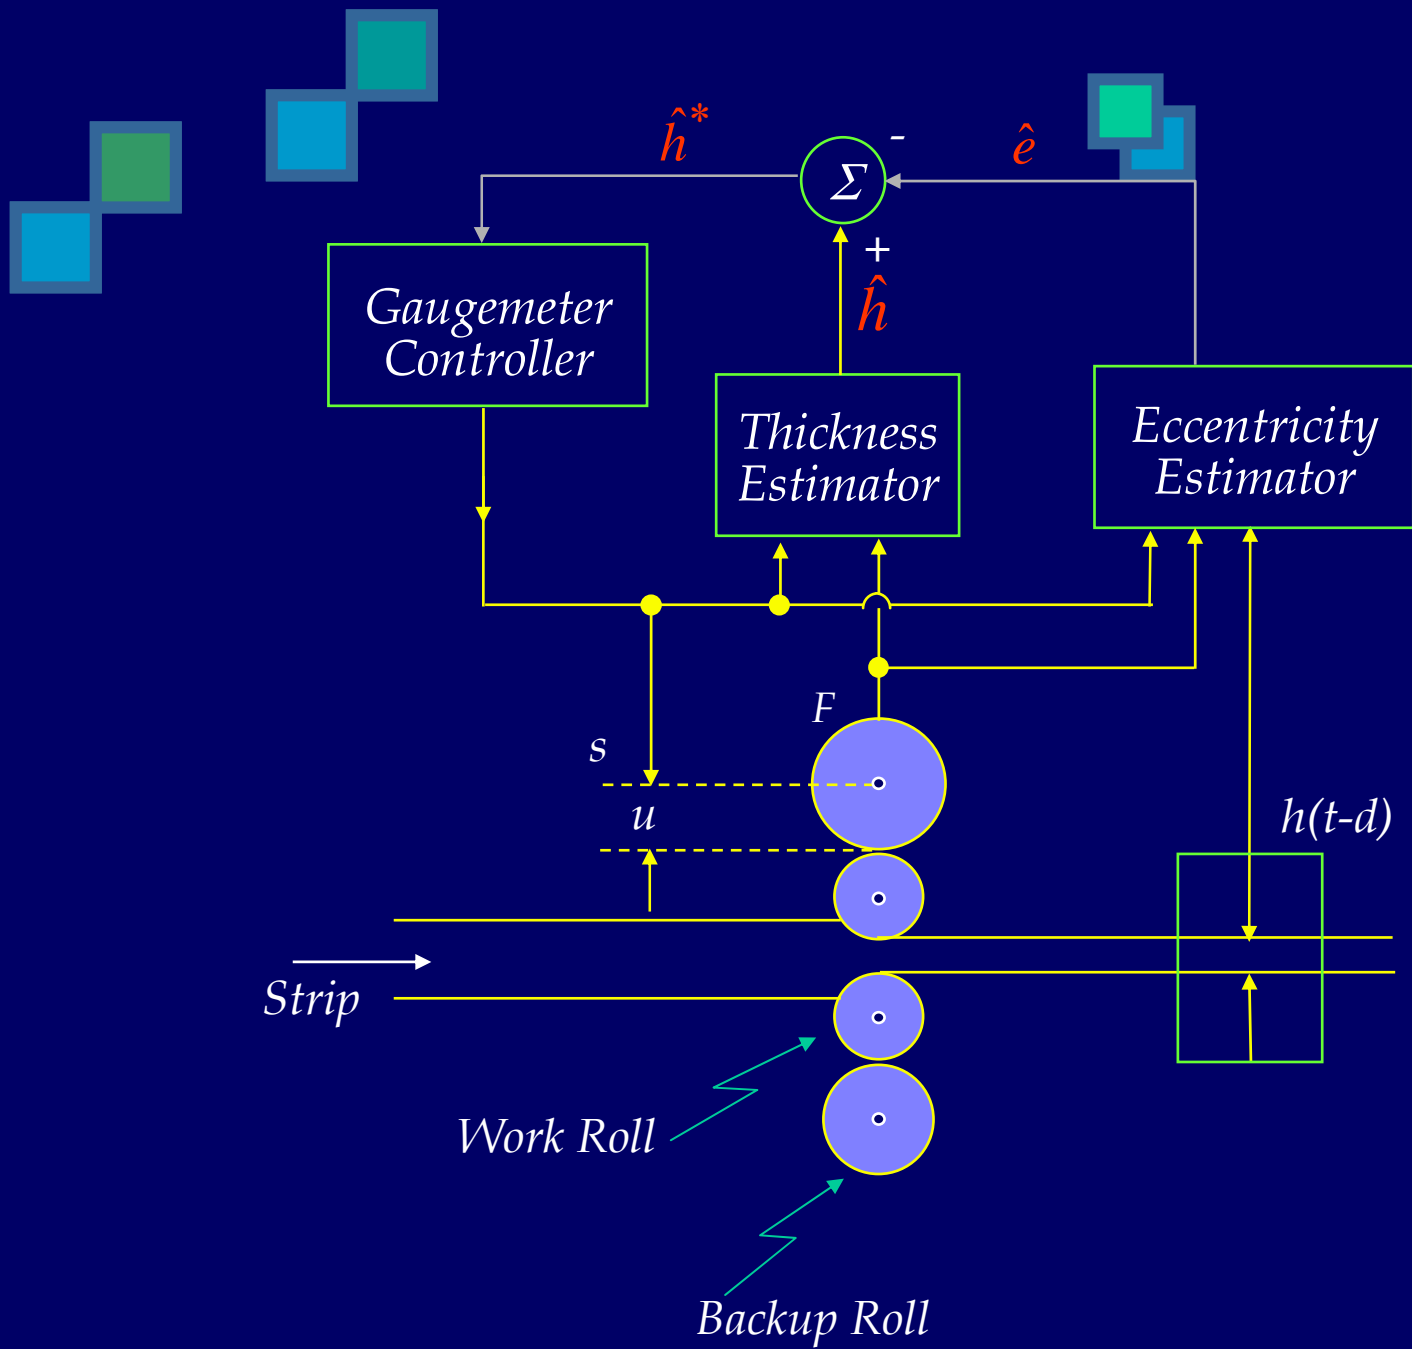 ĥ*
-
ê
Σ
+
ĥ
Gaugemeter
Controller
Thickness
Estimator
Eccentricity
Estimator
F
s
u
h(t-d)
Strip
Work Roll
Backup Roll